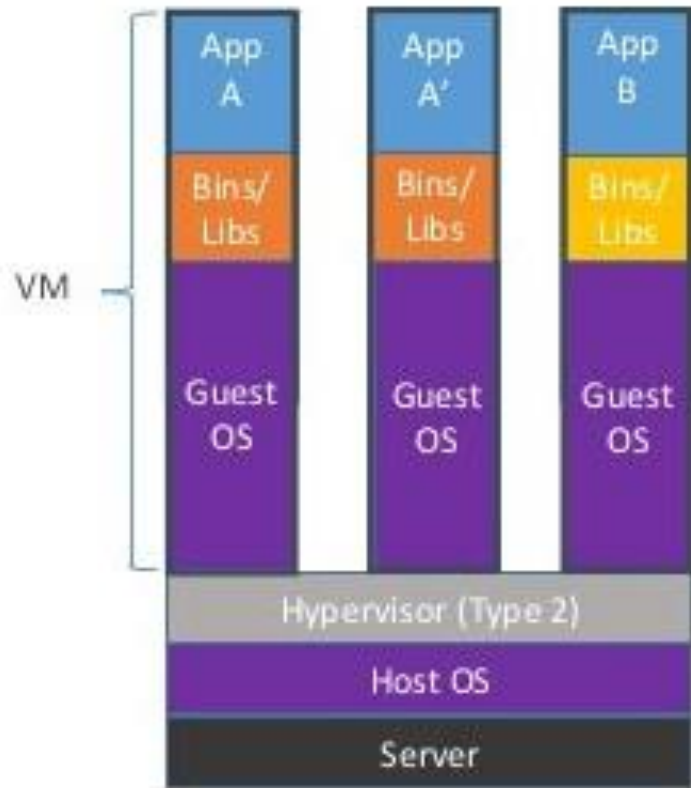 App
A
App
A'
App
B
Bins/
Libs
Bins/
Libs
Bins/
Libs
VM
Guest
OS
Guest
OS
Guest
OS
Hypervisor (Type 2)
Host OS
Server